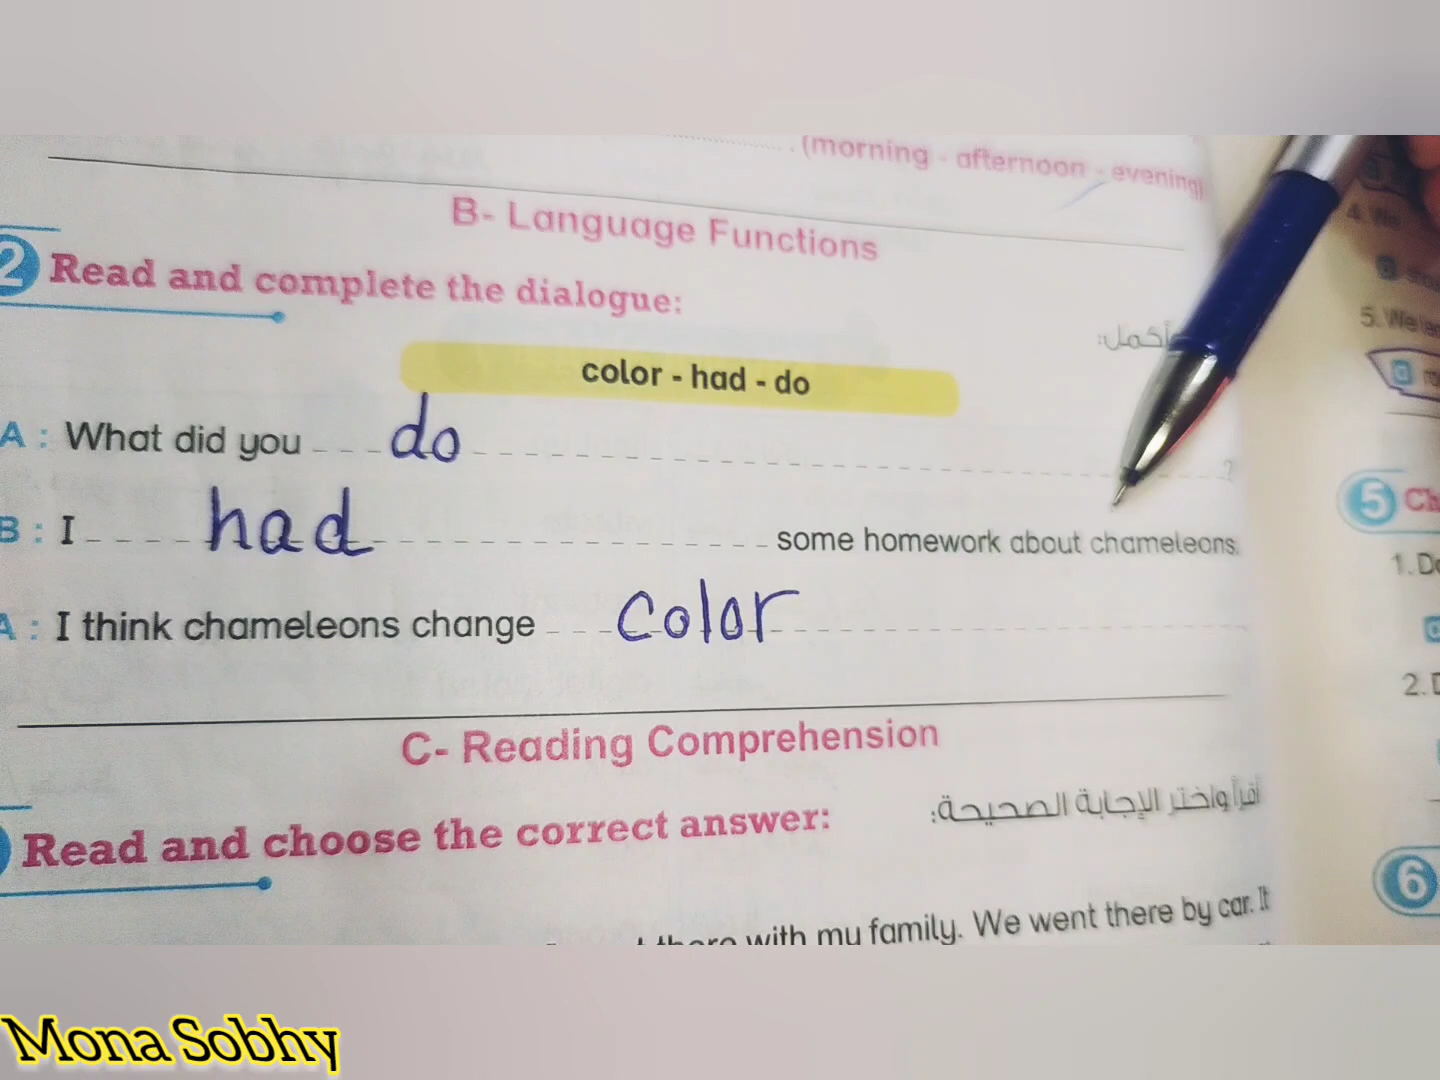 (morning - afternoon - evening)
B- Language Functions
2 Read and complete the dialogue:
أكمل:
color - had - do
A : What did you do ?
B : I had some homework about chameleons.
A : I think chameleons change color
C- Reading Comprehension
Read and choose the correct answer:
اقرأ واختر الإجابة الصحيحة:
with my family. We went there by car. It
4. We
5. We
5 Ch
1. Do
2. D
6
Mona Sobhy